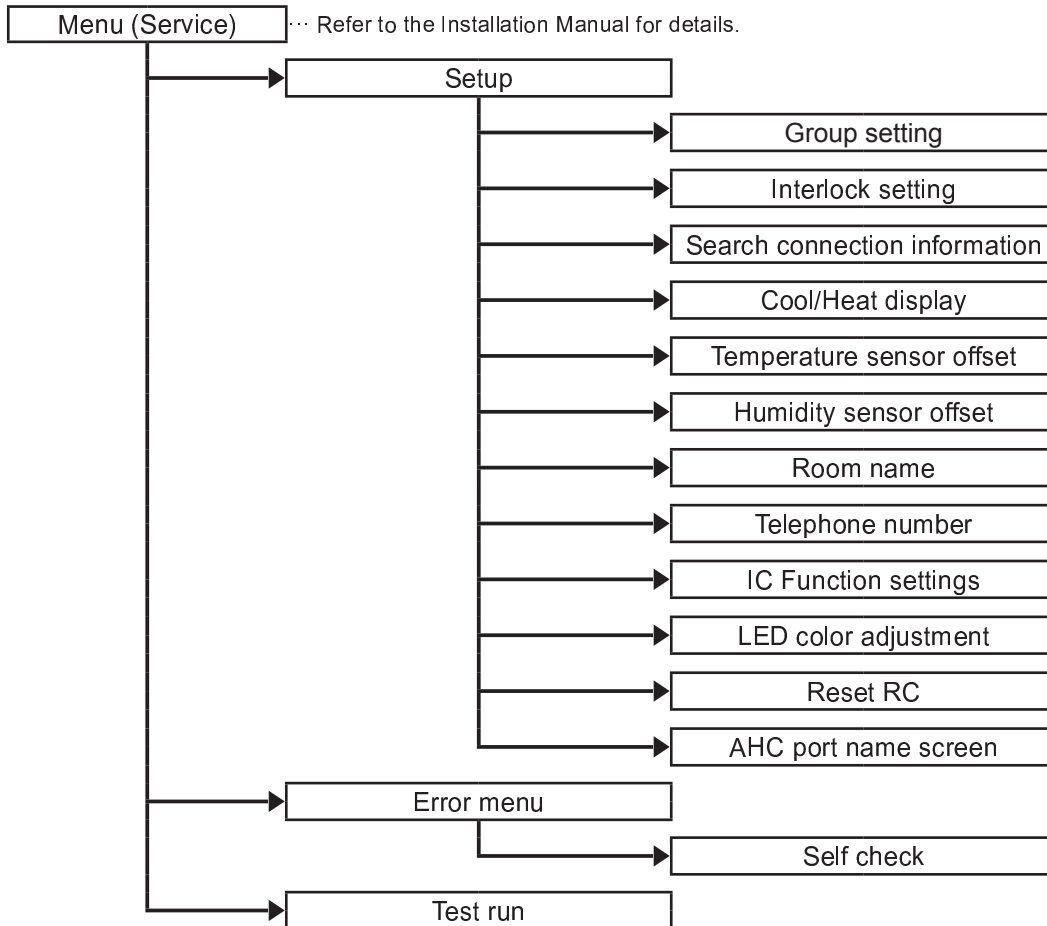 Menu (Service) ··· Refer to the Installation Manual for details.
Setup
Group setting
Interlock setting
Search connection information
Cool/Heat display
Temperature sensor offset
Humidity sensor offset
Room name
Telephone number
IC Function settings
LED color adjustment
Reset RC
AHC port name screen
Error menu
Self check
Test run